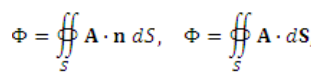 Φ = ∯_S A · n dS, Φ = ∯_S A · dS,